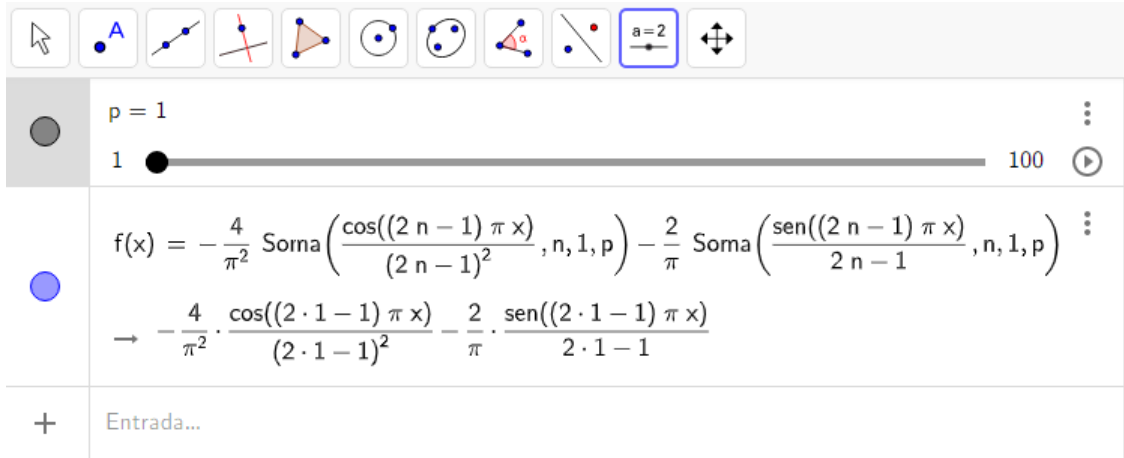 A α a=2
p = 1
1 100
f(x) = − 4/π² Soma( cos((2 n − 1) π x)/(2 n − 1)² , n, 1, p ) − 2/π Soma( sen((2 n − 1) π x)/(2 n − 1) , n, 1, p )
→ − 4/π² · cos((2 · 1 − 1) π x)/(2 · 1 − 1)² − 2/π · sen((2 · 1 − 1) π x)/(2 · 1 − 1)
+ Entrada...